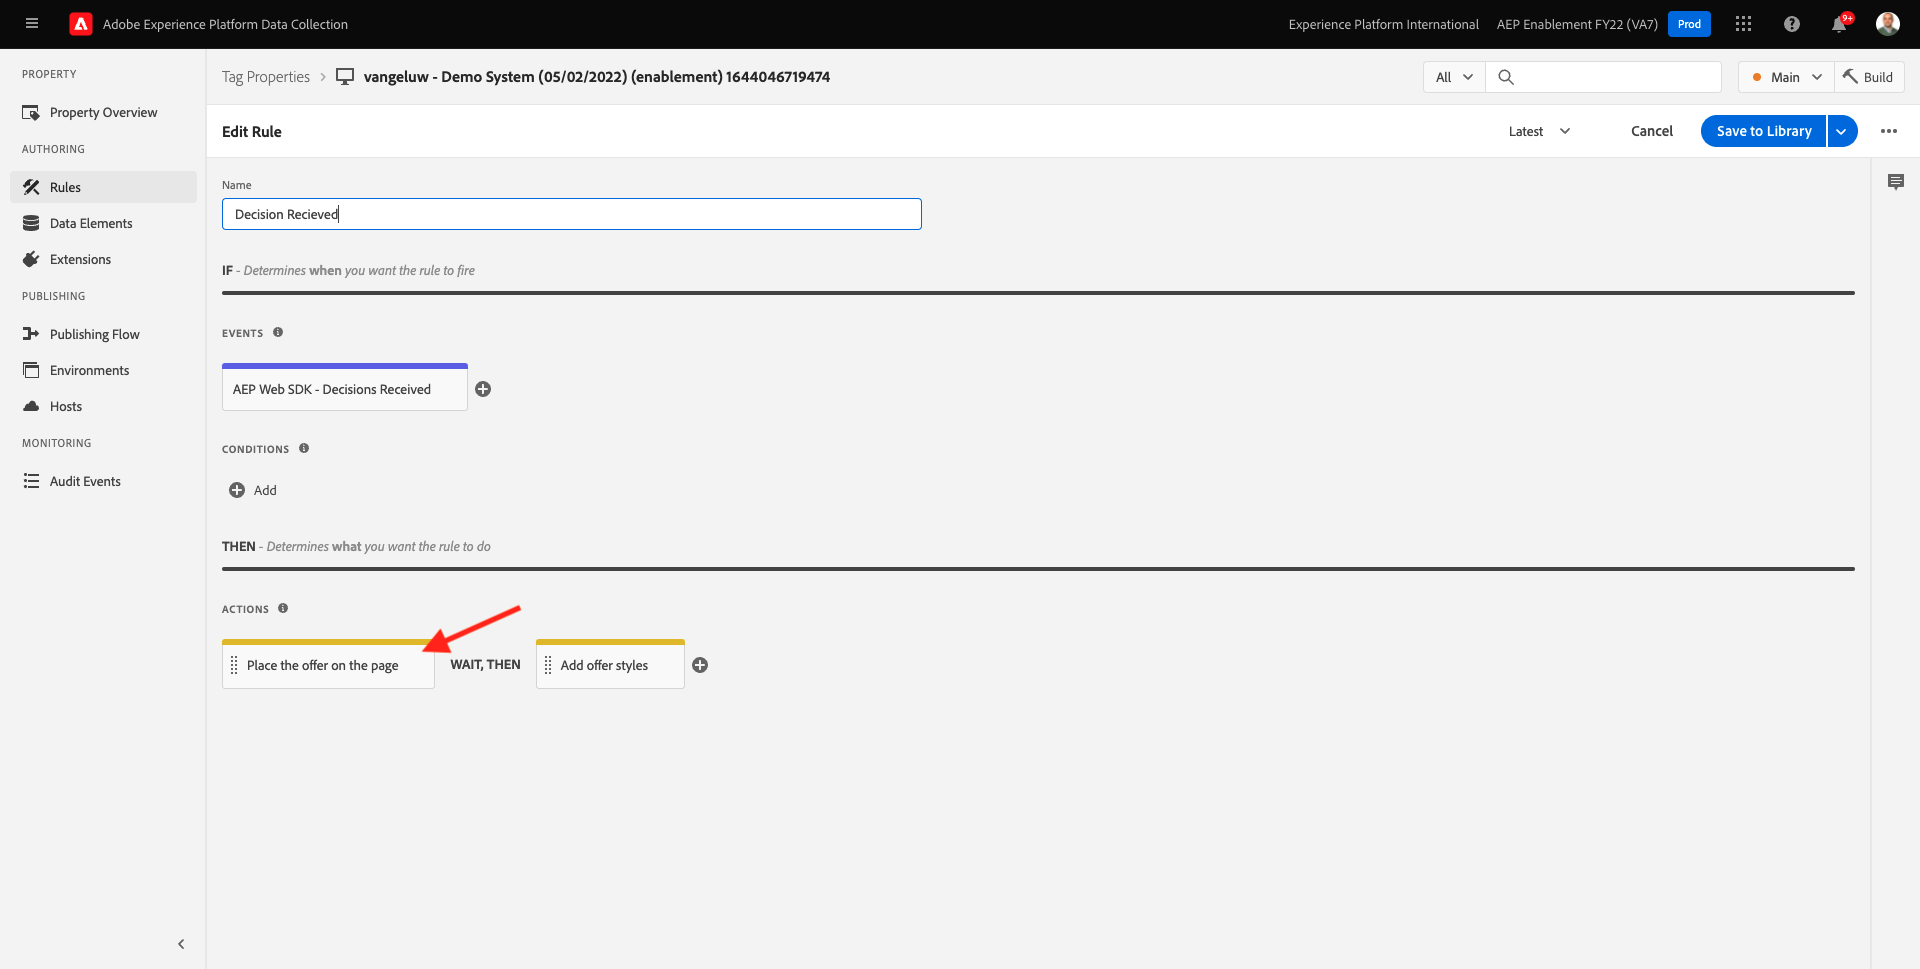 Adobe Experience Platform Data Collection
Experience Platform International
AEP Enablement FY22 (VA7)
Prod
9+
PROPERTY
Property Overview
AUTHORING
Rules
Data Elements
Extensions
PUBLISHING
Publishing Flow
Environments
Hosts
MONITORING
Audit Events
Tag Properties > vangeluw - Demo System (05/02/2022) (enablement) 1644046719474
All
Main
Build
Edit Rule
Latest
Cancel
Save to Library
Name
Decision Recieved
IF - Determines when you want the rule to fire
EVENTS
AEP Web SDK - Decisions Received
CONDITIONS
Add
THEN - Determines what you want the rule to do
ACTIONS
Place the offer on the page
WAIT, THEN
Add offer styles